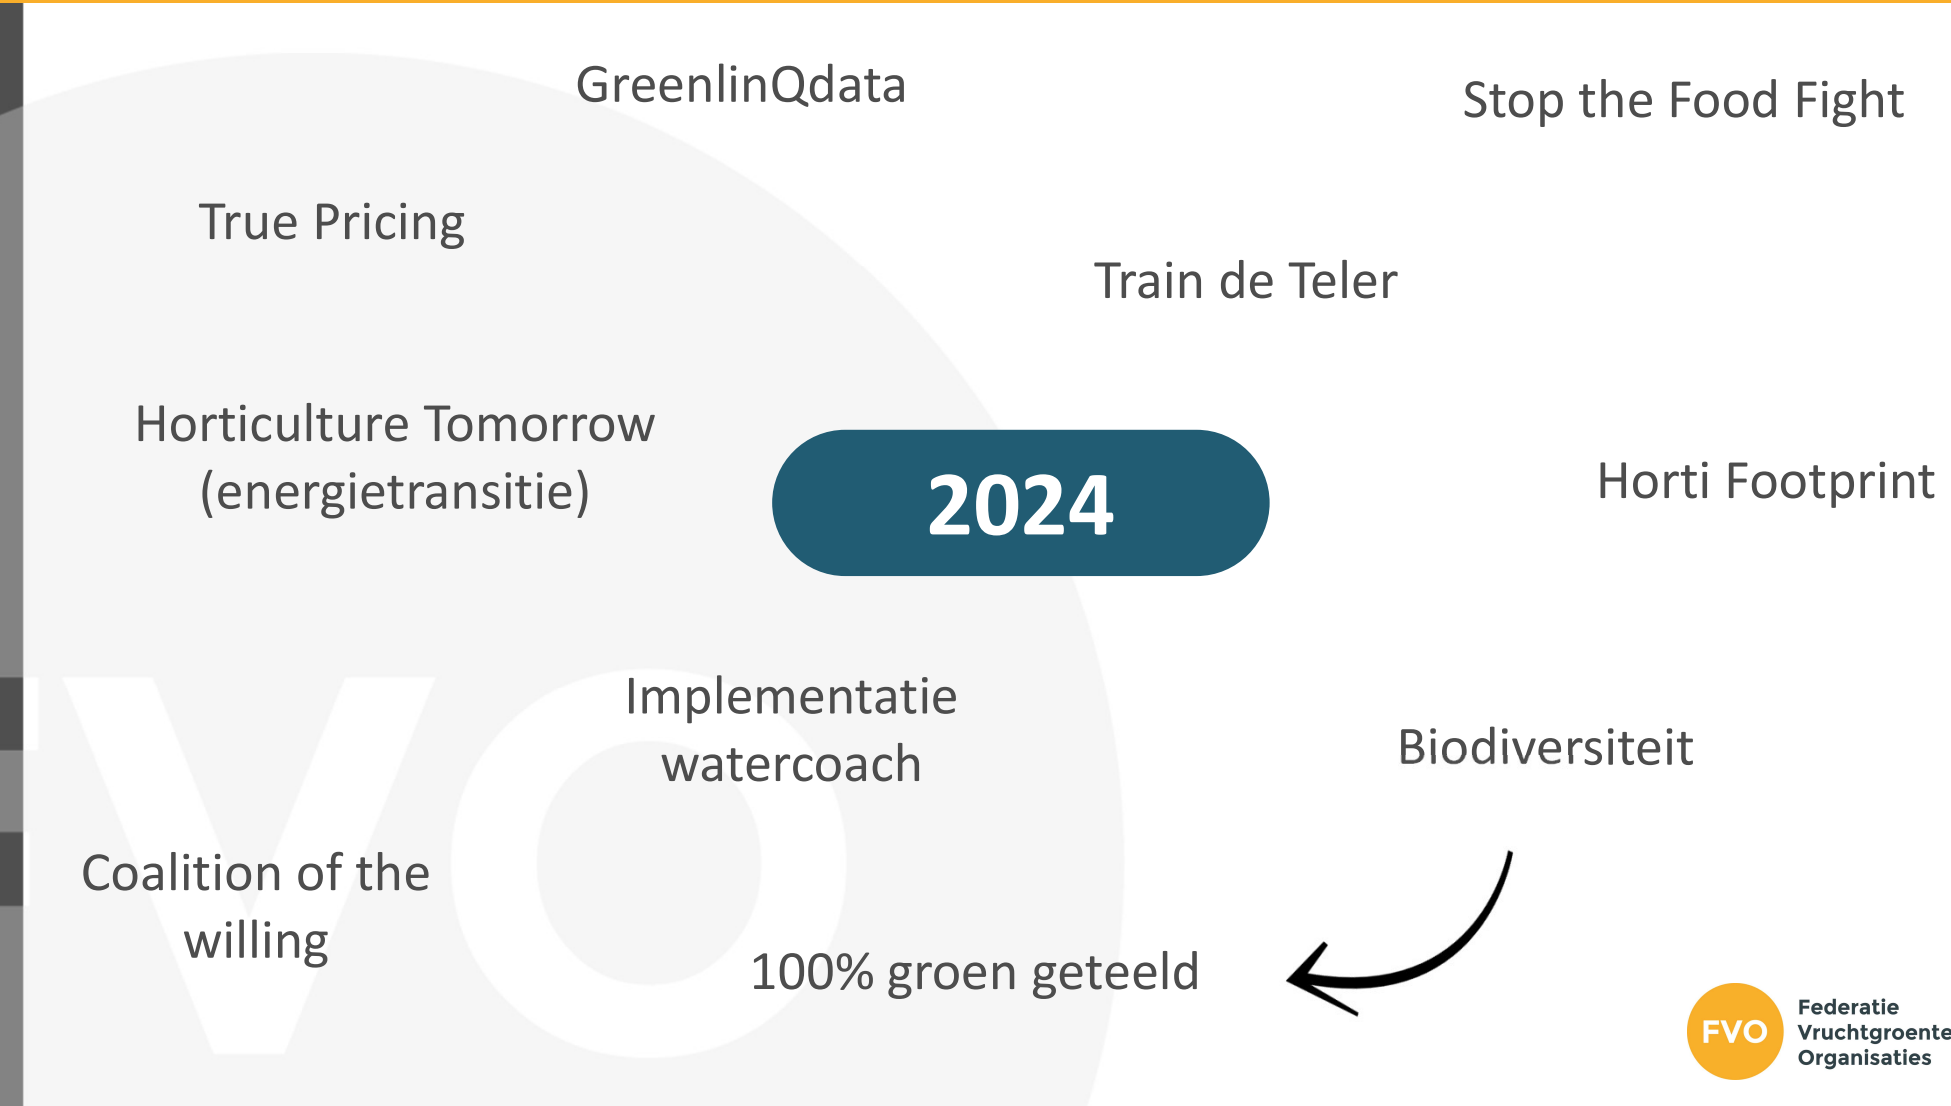 GreenlinQdata
Stop the Food Fight
True Pricing
Train de Teler
Horticulture Tomorrow
(energietransitie)
2024
Horti Footprint
Implementatie
watercoach
Biodiversiteit
Coalition of the
willing
100% groen geteeld
FVO
Federatie
Vruchtgroente
Organisaties
FVO